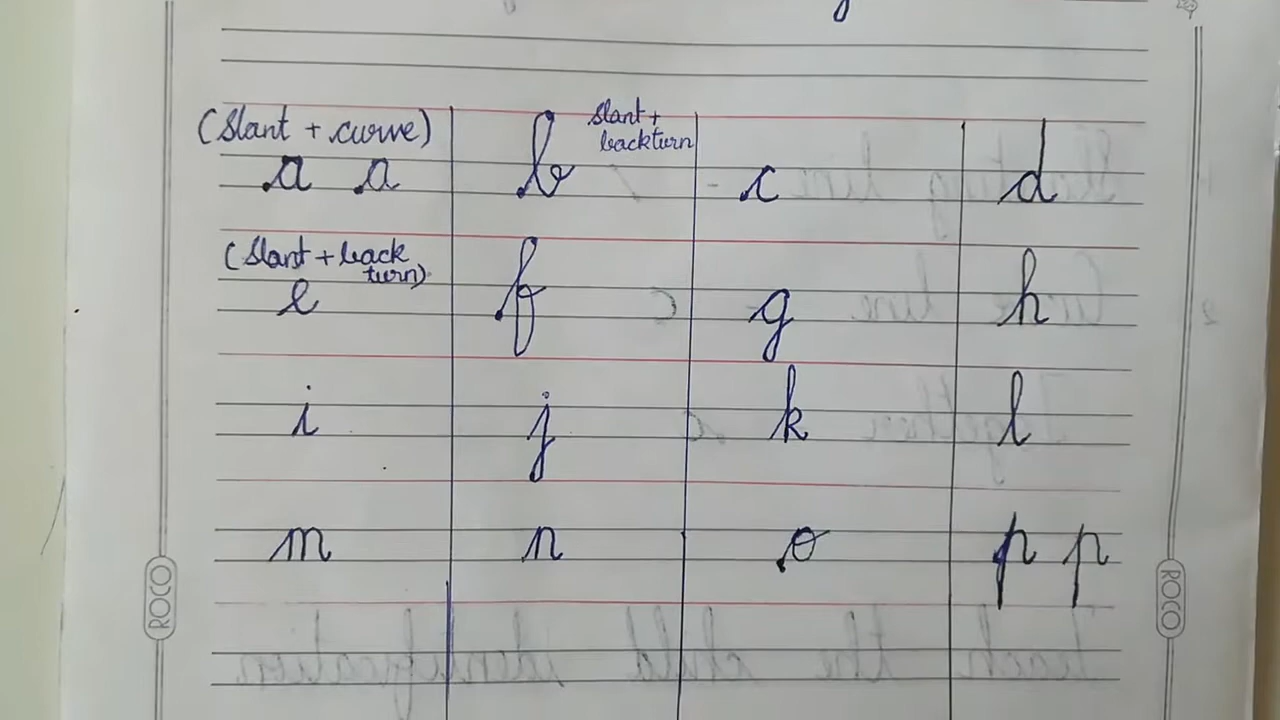 (Slant + curve) slant +
backturn
a a b c d
(Slant + back
turn)
e f g h
i j k l
m n o p p
ROCO ROCO